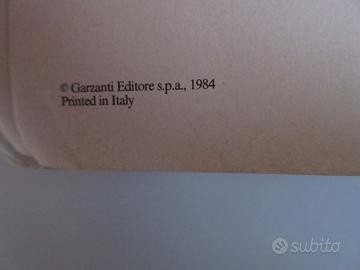 © Garzanti Editore s.p.a., 1984
Printed in Italy
subito